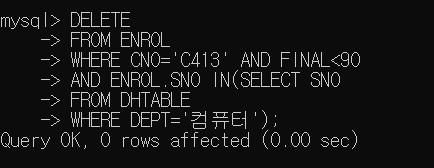 mysql> DELETE
-> FROM ENROL
-> WHERE CNO='C413' AND FINAL<90
-> AND ENROL.SNO IN(SELECT SNO
-> FROM DHTABLE
-> WHERE DEPT='컴퓨터');
Query OK, 0 rows affected (0.00 sec)